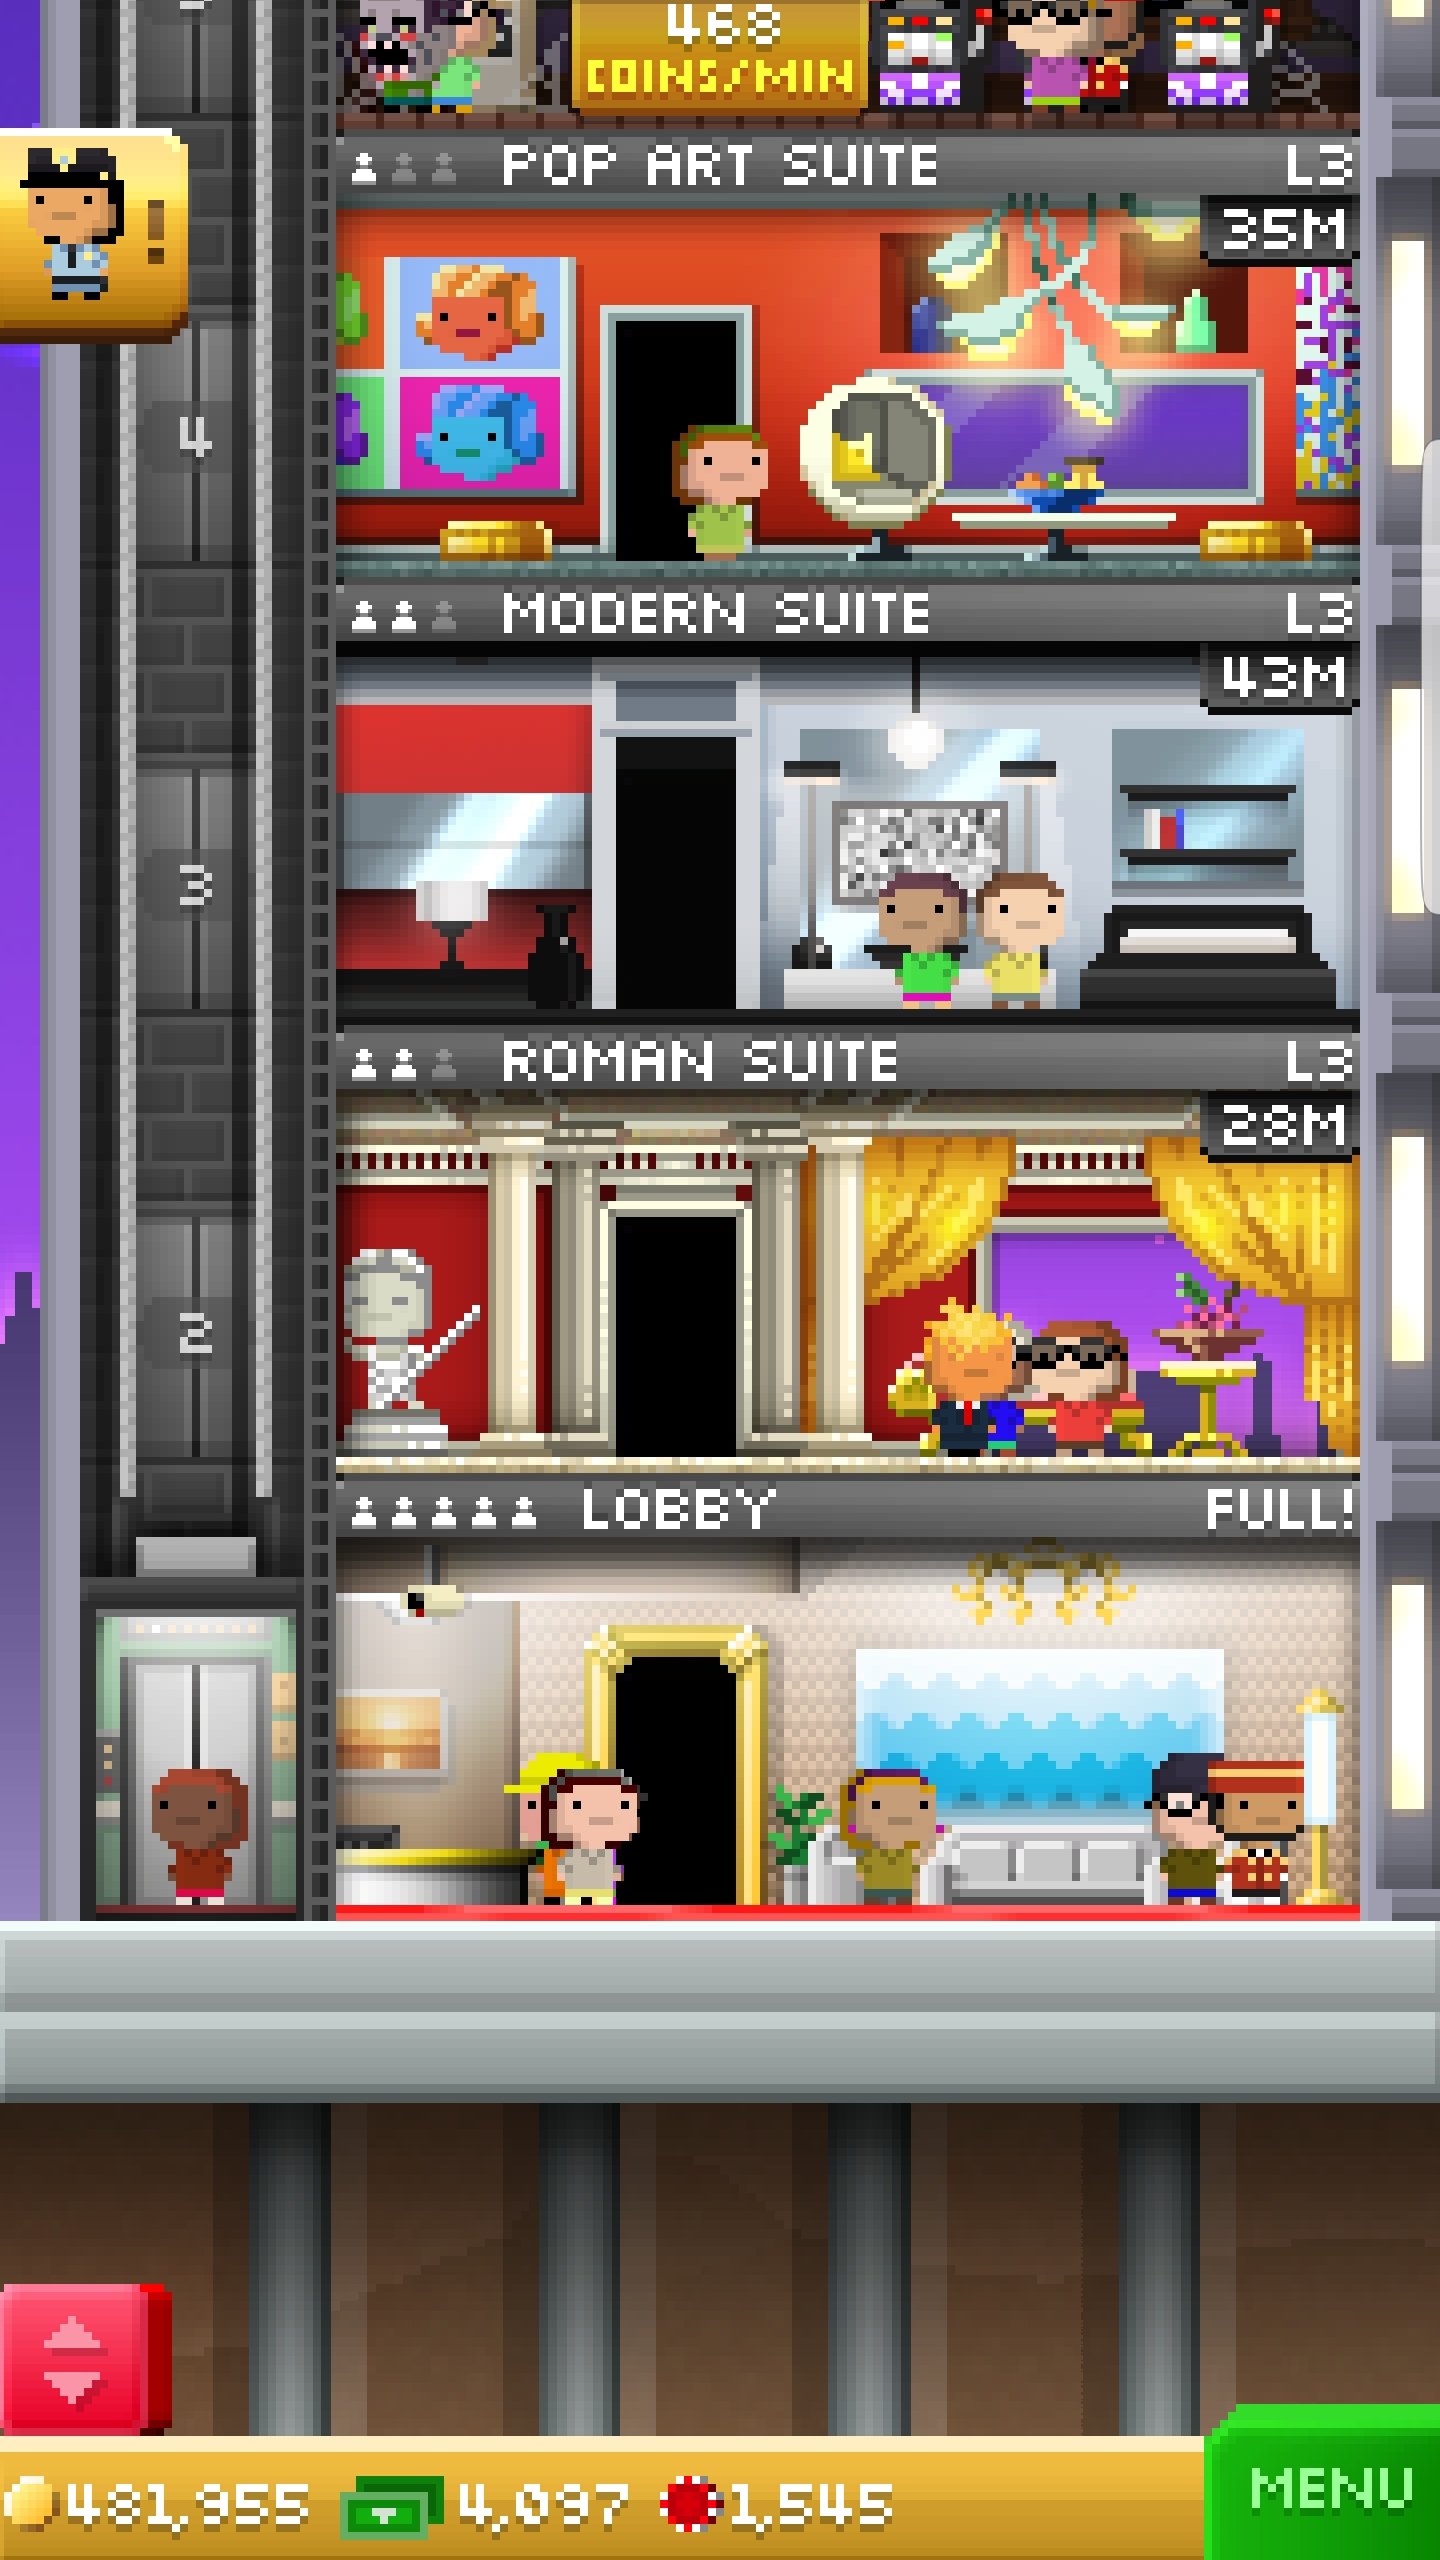 468
COINS/MIN
POP ART SUITE L3
!
35M
4
MODERN SUITE L3
43M
3
ROMAN SUITE L3
28M
2
LOBBY FULL!
481,955 4,097 1,545
MENU